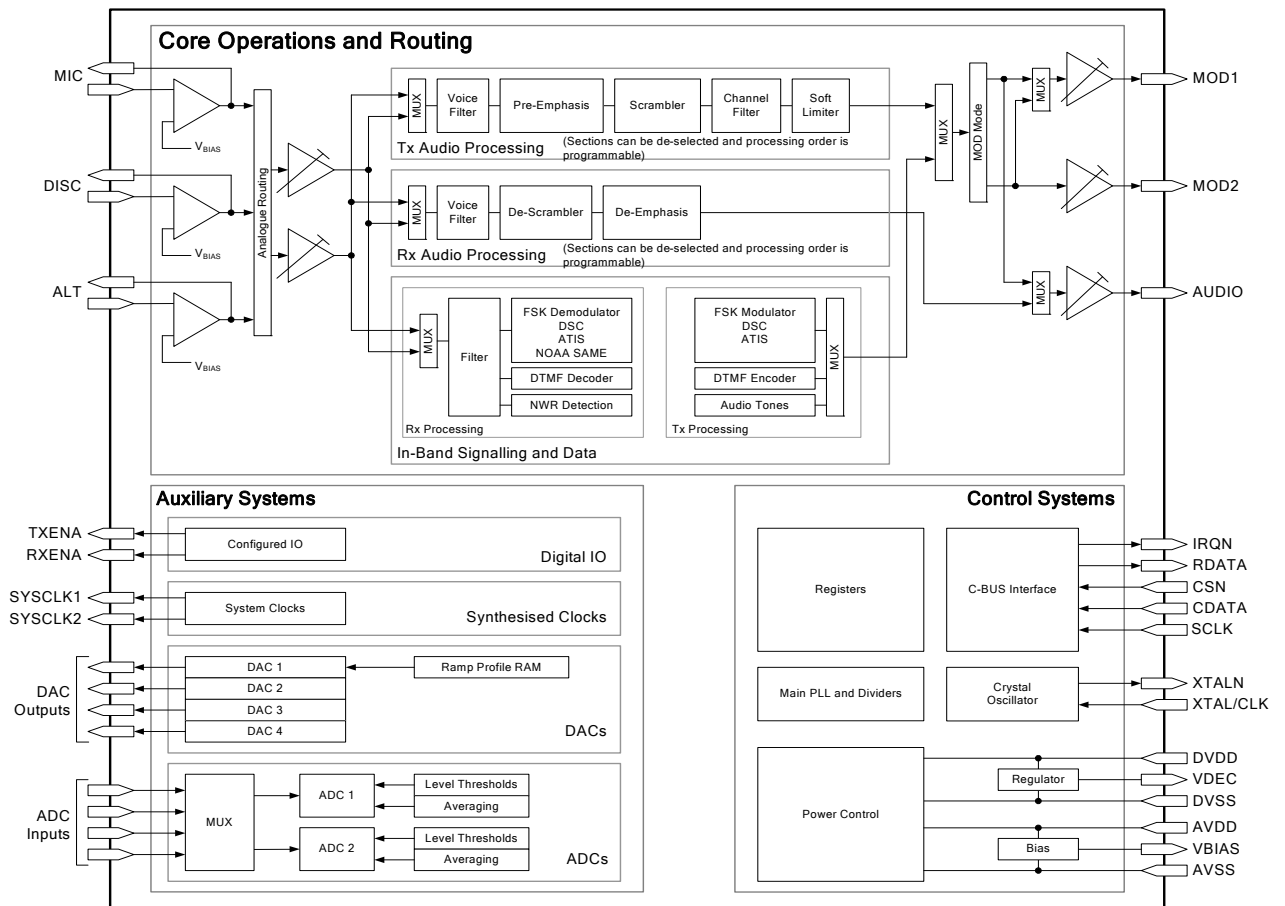 Core Operations and Routing
MIC
V BIAS
DISC
V BIAS
ALT
V BIAS
Analogue Routing
MUX
Voice
Filter
Pre-Emphasis
Scrambler
Channel
Filter
Soft
Limiter
Tx Audio Processing
(Sections can be de-selected and processing order is
programmable)
MUX
Voice
Filter
De-Scrambler
De-Emphasis
Rx Audio Processing
(Sections can be de-selected and processing order is
programmable)
MUX
Filter
FSK Demodulator
DSC
ATIS
NOAA SAME
DTMF Decoder
NWR Detection
Rx Processing
FSK Modulator
DSC
ATIS
DTMF Encoder
Audio Tones
MUX
Tx Processing
In-Band Signalling and Data
MUX
MOD Mode
MUX
MUX
MOD1
MOD2
AUDIO
Auxiliary Systems
TXENA
RXENA
Configured IO
Digital IO
SYSCLK1
SYSCLK2
System Clocks
Synthesised Clocks
DAC
Outputs
DAC 1
DAC 2
DAC 3
DAC 4
Ramp Profile RAM
DACs
ADC
Inputs
MUX
ADC 1
Level Thresholds
Averaging
ADC 2
Level Thresholds
Averaging
ADCs
Control Systems
Registers
C-BUS Interface
IRQN
RDATA
CSN
CDATA
SCLK
Main PLL and Dividers
Crystal
Oscillator
XTALN
XTAL/CLK
Power Control
Regulator
Bias
DVDD
VDEC
DVSS
AVDD
VBIAS
AVSS